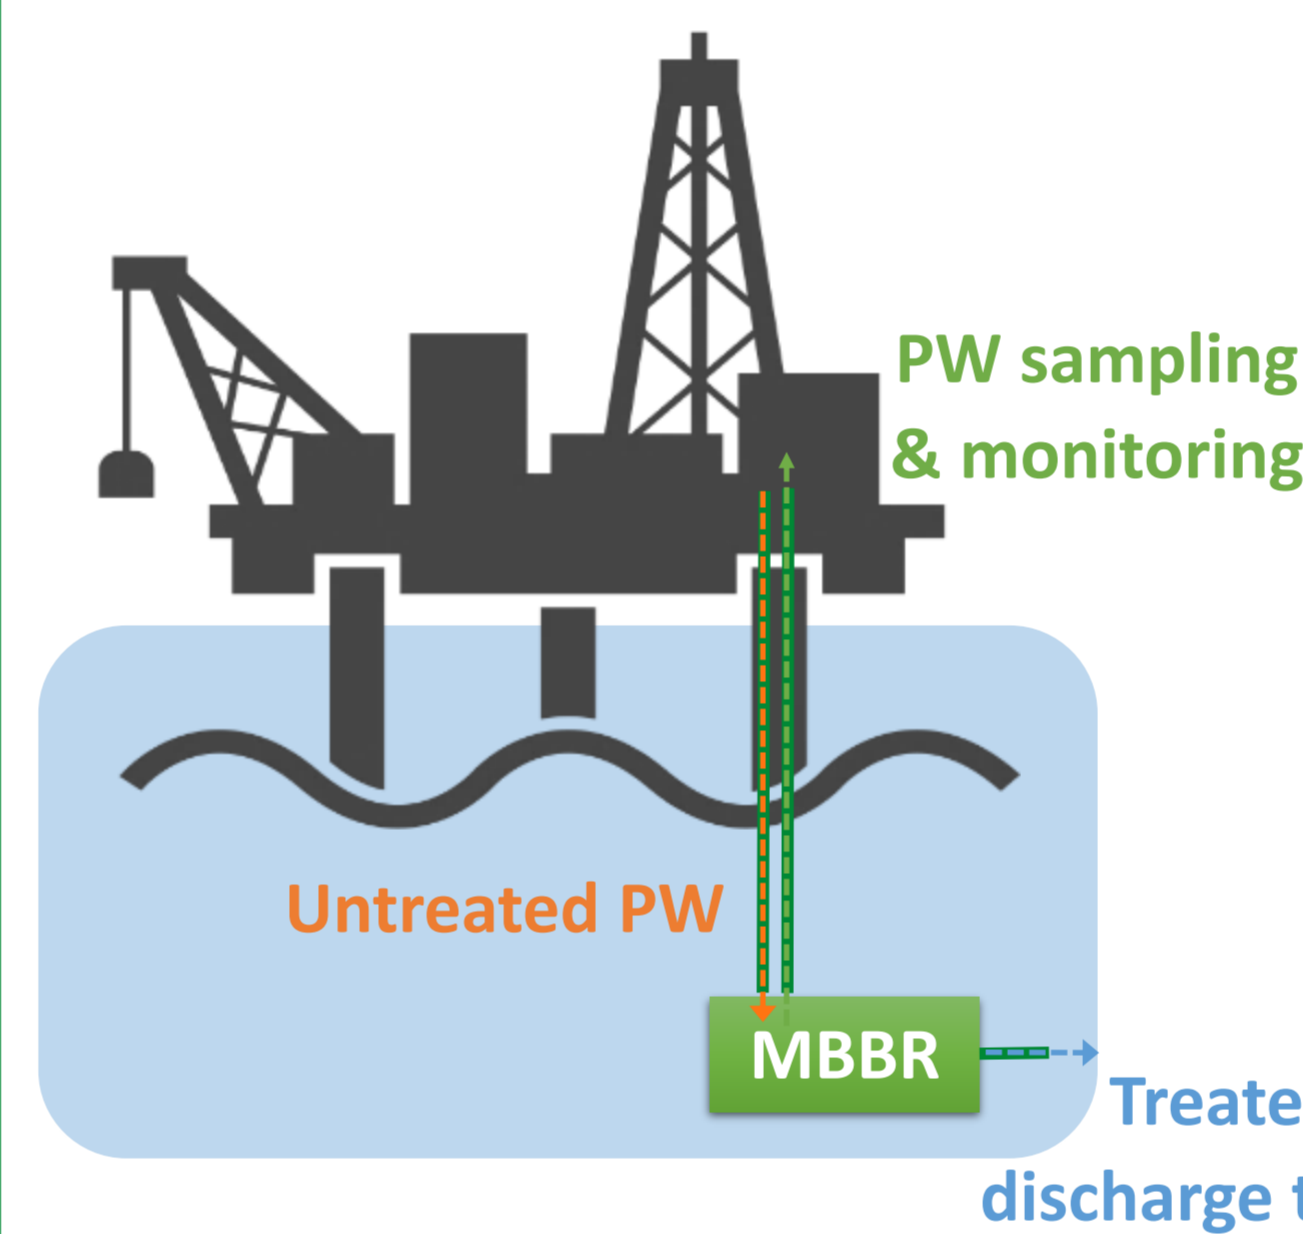 PW sampling
& monitoring
Untreated PW
MBBR
Treate
discharge t